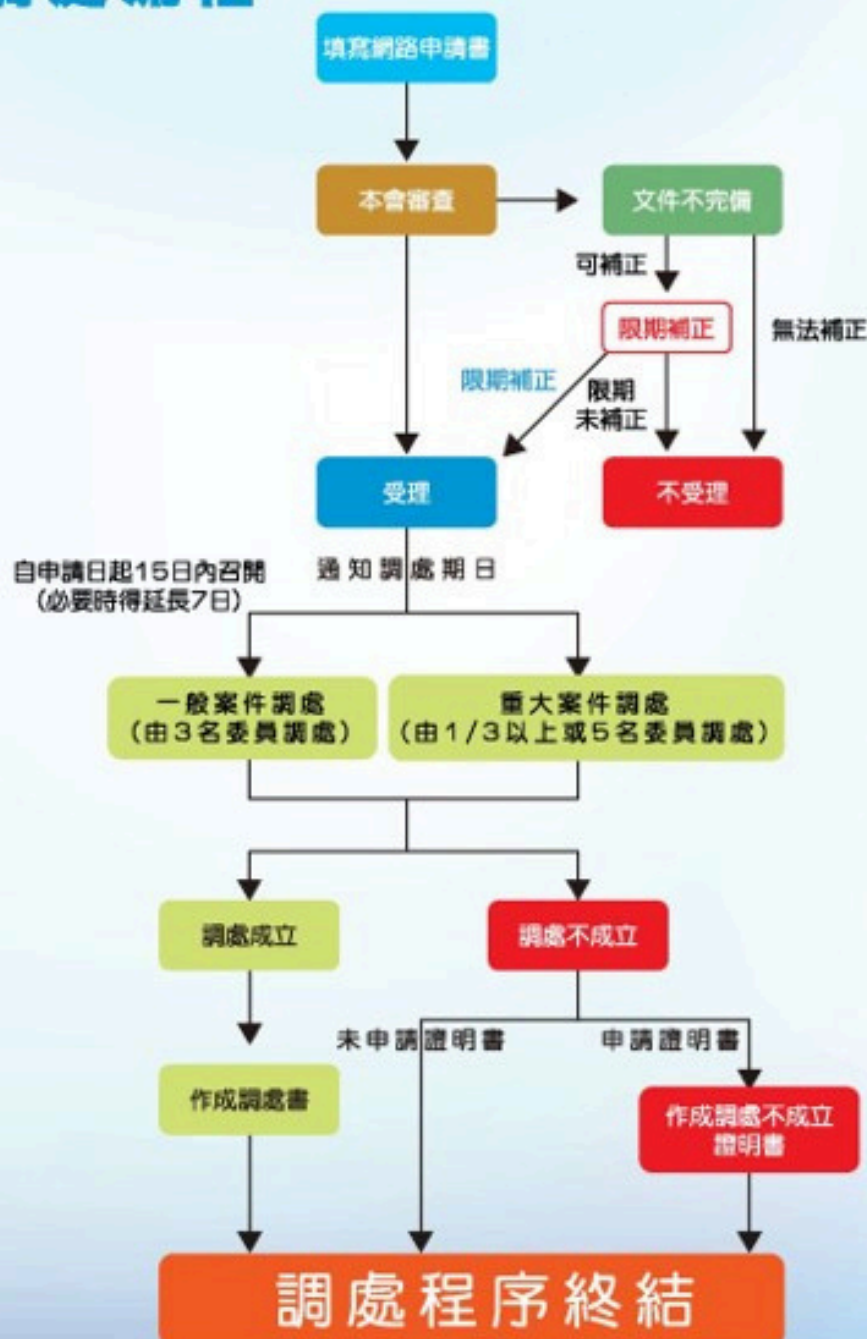 填寫網路申請書
本會審查
文件不完備
可補正
限期補正
無法補正
限期補正
限期
未補正
受理
不受理
自申請日起15日內召開
(必要時得延長7日)
通知調處期日
一般案件調處
(由3名委員調處)
重大案件調處
(由1/3以上或5名委員調處)
調處成立
調處不成立
未申請證明書
申請證明書
作成調處書
作成調處不成立
證明書
調處程序終結